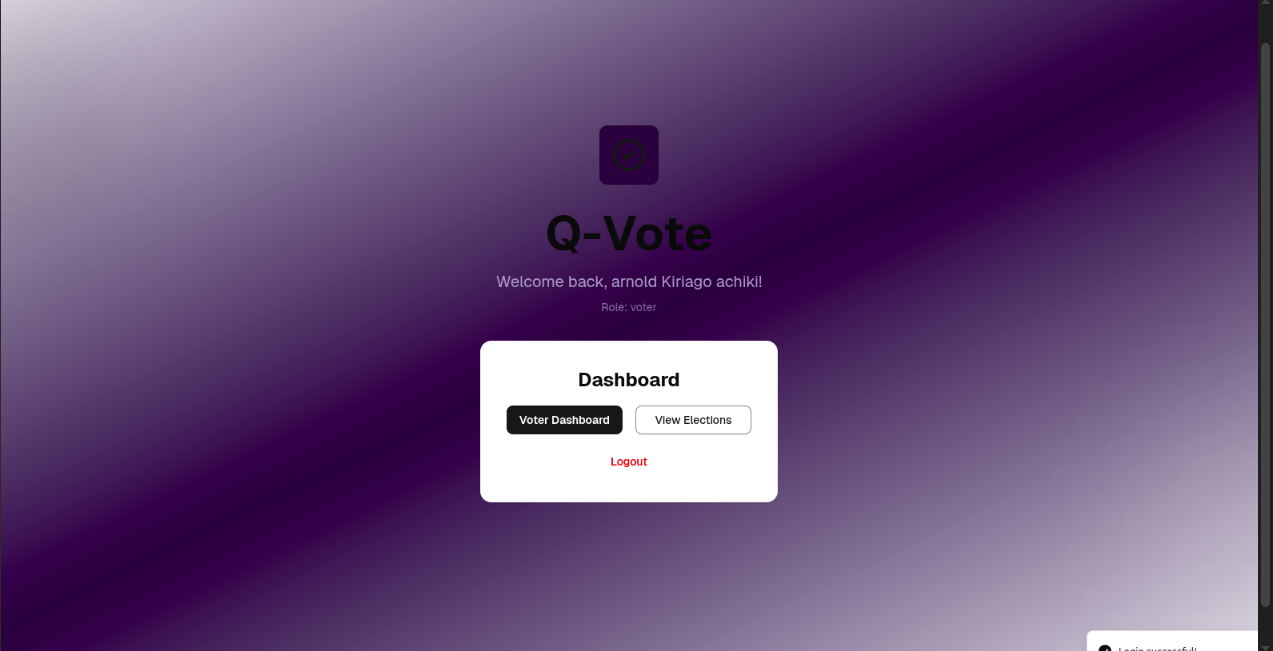 Q-Vote
Welcome back, arnold Kiriago achiki!
Role: voter
Dashboard
Voter Dashboard
View Elections
Logout
Login successful!